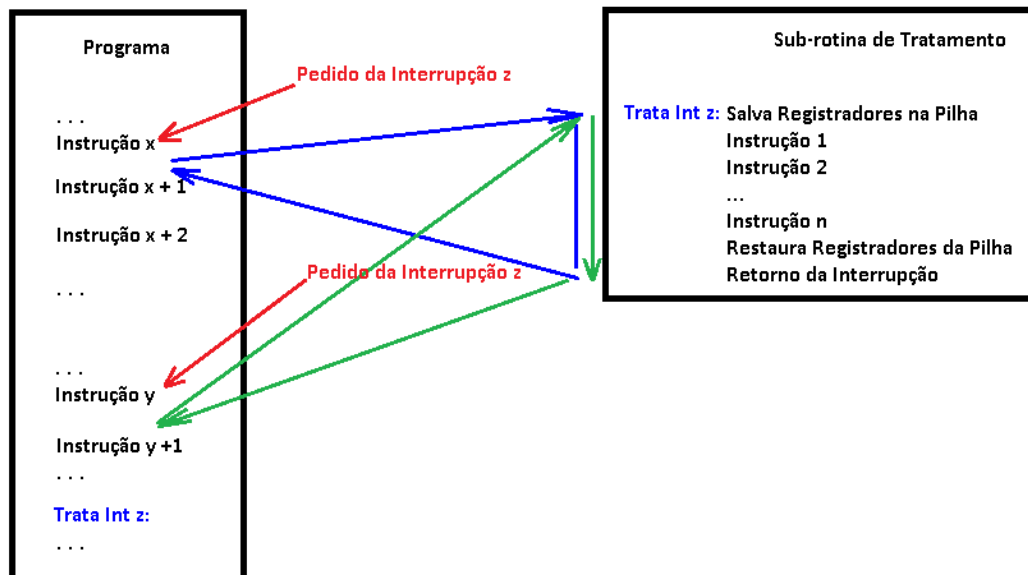 Programa
Pedido da Interrupção z
. . .
Instrução x
Instrução x + 1
Instrução x + 2
Pedido da Interrupção z
. . .
. . .
Instrução y
Instrução y +1
. . .
Trata Int z:
. . .
Sub-rotina de Tratamento
Trata Int z: Salva Registradores na Pilha
Instrução 1
Instrução 2
...
Instrução n
Restaura Registradores da Pilha
Retorno da Interrupção